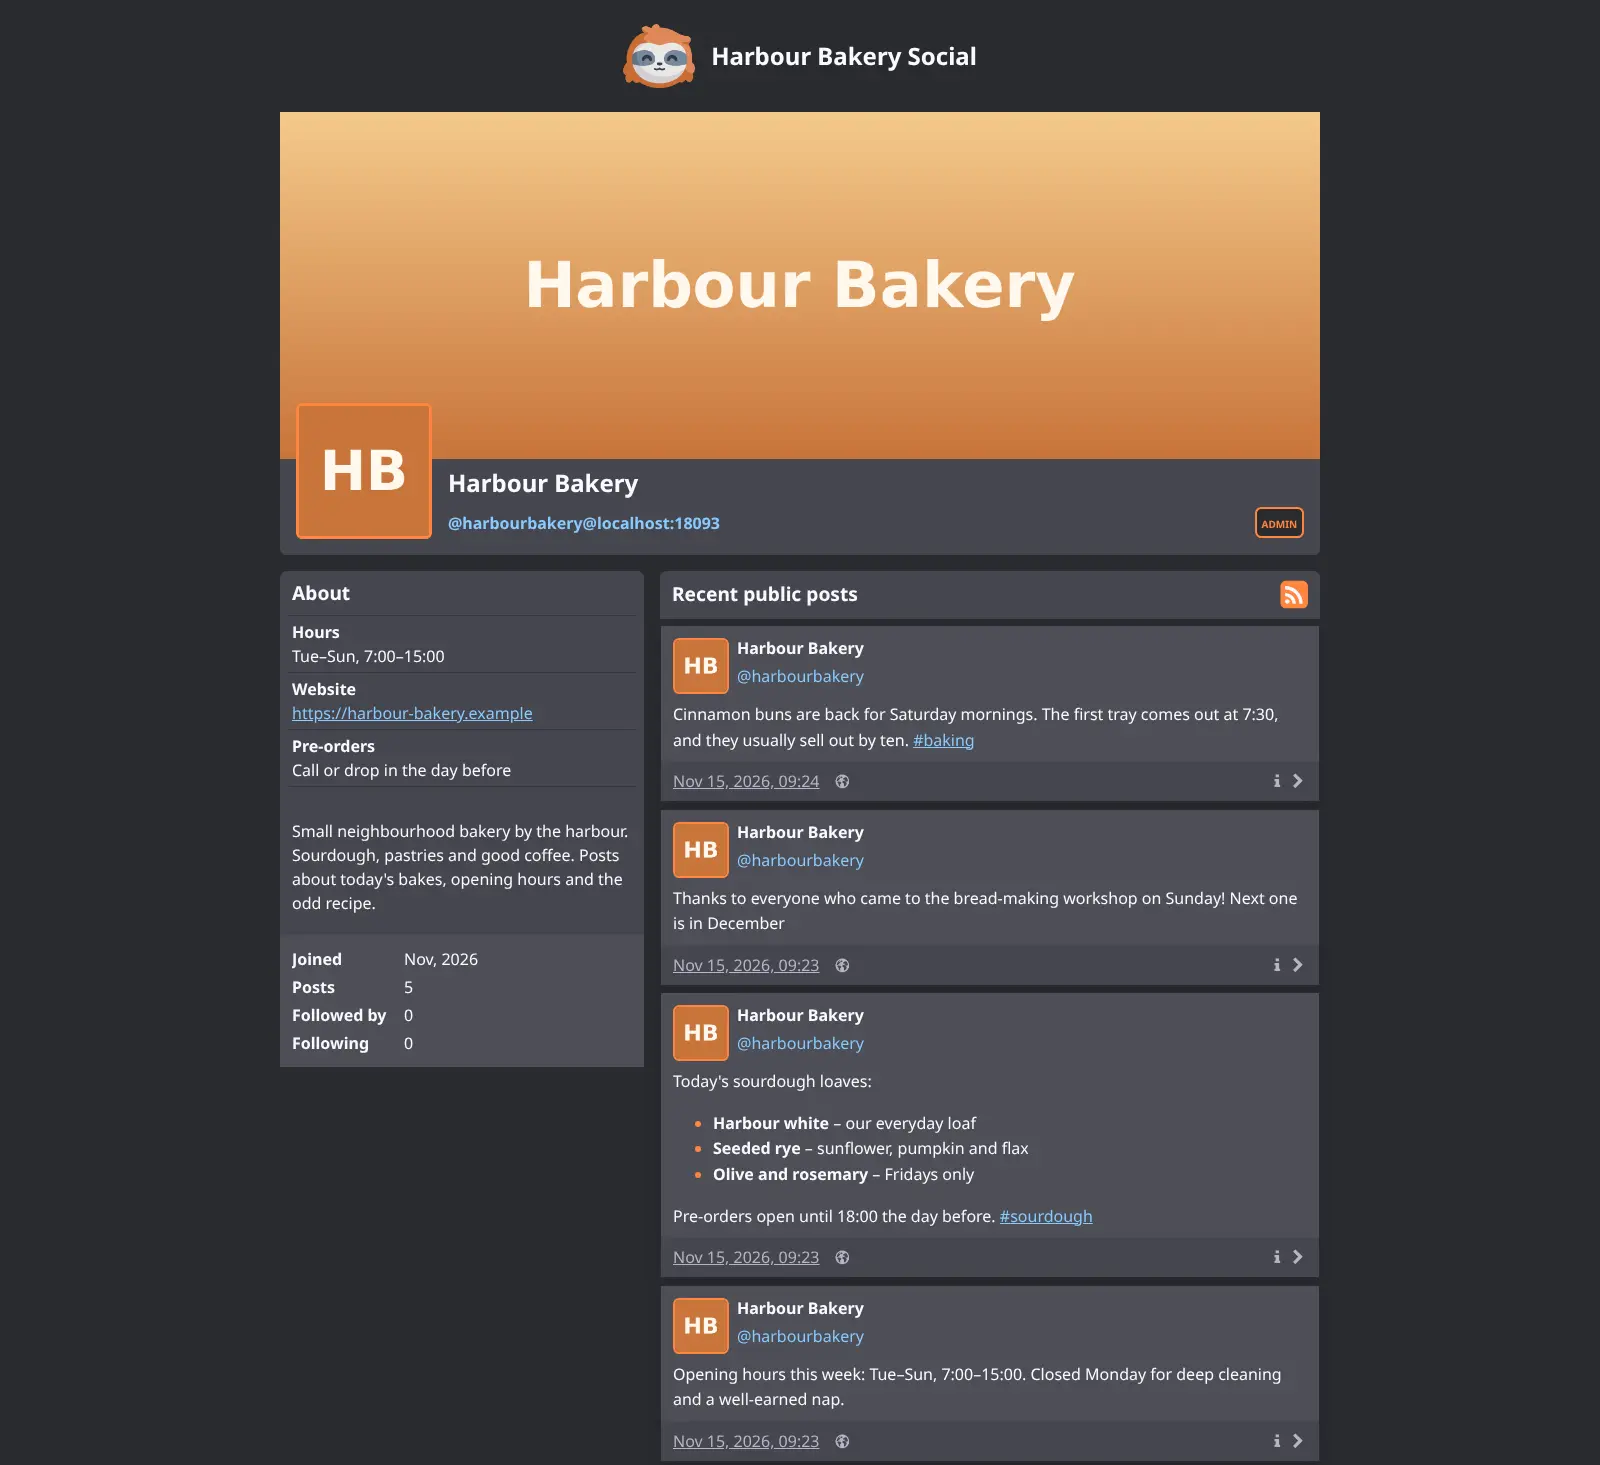 Harbour Bakery Social
Harbour Bakery
HB
Harbour Bakery
@harbourbakery@localhost:18093
ADMIN
About
Hours
Tue–Sun, 7:00–15:00
Website
https://harbour-bakery.example
Pre-orders
Call or drop in the day before
Small neighbourhood bakery by the harbour.
Sourdough, pastries and good coffee. Posts
about today's bakes, opening hours and the
odd recipe.
Joined Nov, 2026
Posts 5
Followed by 0
Following 0
Recent public posts
HB
Harbour Bakery
@harbourbakery
Cinnamon buns are back for Saturday mornings. The first tray comes out at 7:30,
and they usually sell out by ten. #baking
Nov 15, 2026, 09:24
HB
Harbour Bakery
@harbourbakery
Thanks to everyone who came to the bread-making workshop on Sunday! Next one
is in December
Nov 15, 2026, 09:23
HB
Harbour Bakery
@harbourbakery
Today's sourdough loaves:
• Harbour white – our everyday loaf
• Seeded rye – sunflower, pumpkin and flax
• Olive and rosemary – Fridays only
Pre-orders open until 18:00 the day before. #sourdough
Nov 15, 2026, 09:23
HB
Harbour Bakery
@harbourbakery
Opening hours this week: Tue–Sun, 7:00–15:00. Closed Monday for deep cleaning
and a well-earned nap.
Nov 15, 2026, 09:23